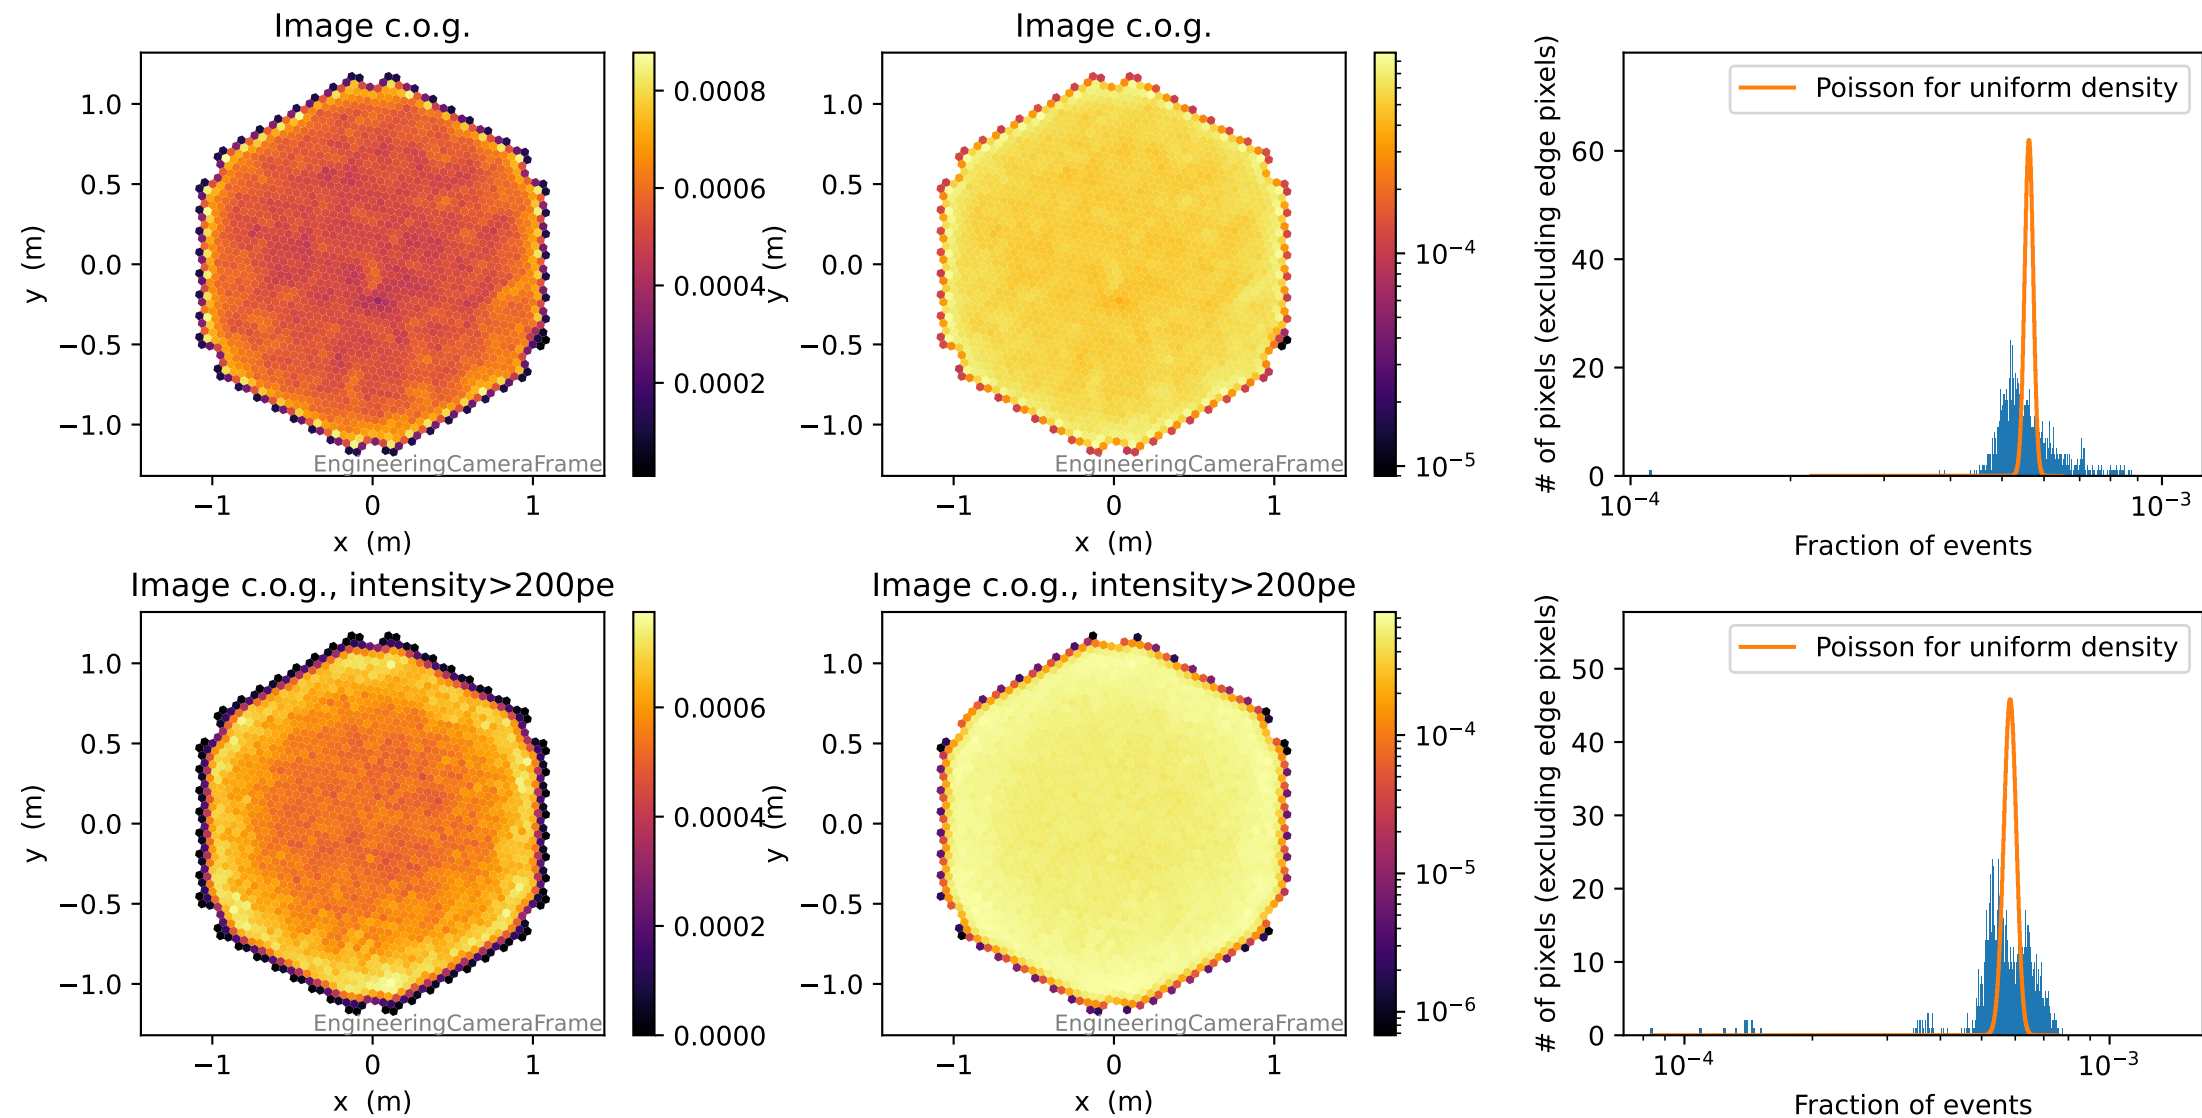 Image c.o.g.
y (m)
1.0
0.5
0.0
−0.5
−1.0
−1
0
1
x (m)
EngineeringCameraFrame
0.0008
0.0006
0.0004
0.0002
Image c.o.g.
y (m)
1.0
0.5
0.0
−0.5
−1.0
−1
0
1
x (m)
EngineeringCameraFrame
10⁻⁴
10⁻⁵
# of pixels (excluding edge pixels)
60
40
20
0
Poisson for uniform density
10⁻⁴
10⁻³
Fraction of events
Image c.o.g., intensity>200pe
y (m)
1.0
0.5
0.0
−0.5
−1.0
−1
0
1
x (m)
EngineeringCameraFrame
0.0006
0.0004
0.0002
0.0000
Image c.o.g., intensity>200pe
y (m)
1.0
0.5
0.0
−0.5
−1.0
−1
0
1
x (m)
EngineeringCameraFrame
10⁻⁴
10⁻⁵
10⁻⁶
# of pixels (excluding edge pixels)
50
40
30
20
10
0
Poisson for uniform density
10⁻⁴
10⁻³
Fraction of events